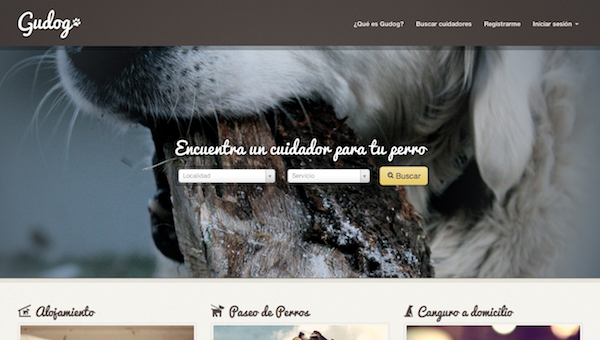 Gudog
¿Qué es Gudog? Buscar cuidadores Registrarme Iniciar sesión
Encuentra un cuidador para tu perro
Localidad Servicio Buscar
Alojamiento Paseo de Perros Canguro a domicilio